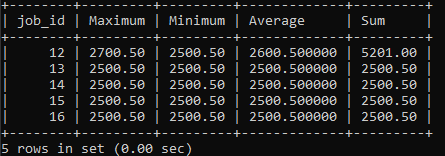 +--------+---------+---------+-------------+---------+
| job_id | Maximum | Minimum | Average     | Sum     |
+--------+---------+---------+-------------+---------+
|     12 | 2700.50 | 2500.50 | 2600.500000 | 5201.00 |
|     13 | 2500.50 | 2500.50 | 2500.500000 | 2500.50 |
|     14 | 2500.50 | 2500.50 | 2500.500000 | 2500.50 |
|     15 | 2500.50 | 2500.50 | 2500.500000 | 2500.50 |
|     16 | 2500.50 | 2500.50 | 2500.500000 | 2500.50 |
+--------+---------+---------+-------------+---------+
5 rows in set (0.00 sec)